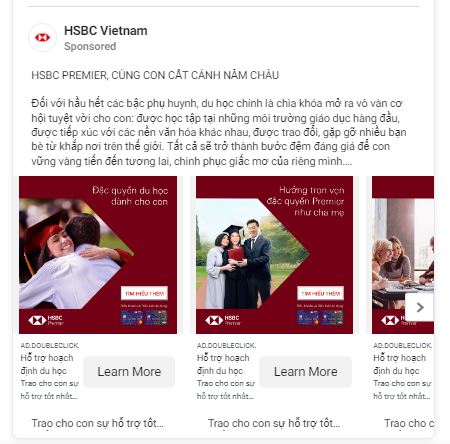 HSBC Vietnam
Sponsored
HSBC PREMIER, CÙNG CON CẤT CÁNH NĂM CHÂU
Đối với hầu hết các bậc phụ huynh, du học chính là chìa khóa mở ra vô vàn cơ
hội tuyệt vời cho con: được học tập tại những môi trường giáo dục hàng đầu,
được tiếp xúc với các nền văn hóa khác nhau, được trao đổi, gặp gỡ nhiều bạn
bè từ khắp nơi trên thế giới. Tất cả sẽ trở thành bước đệm đáng giá để con
vững vàng tiến đến tương lai, chinh phục giấc mơ của riêng mình....
Đặc quyền du học
dành cho con
HSBC
Premier
TÌM HIỂU THÊM
AD.DOUBLECLICK.
Hỗ trợ hoạch
định du học
Trao cho con sự
hỗ trợ tốt nhất...
Learn More
Trao cho con sự hỗ trợ tốt...
Hưởng trọn vẹn
đặc quyền Premier
như cha mẹ
TÌM HIỂU THÊM
HSBC
Premier
AD.DOUBLECLICK.
Hỗ trợ hoạch
định du học
Trao cho con sự
hỗ trợ tốt nhất...
Learn More
Trao cho con sự hỗ trợ tốt...
HSBC
Premier
AD.DOUBLECLICK.
Hỗ trợ hoạch
định du học
Trao cho con sự
hỗ trợ tốt nhất...
Trao cho c